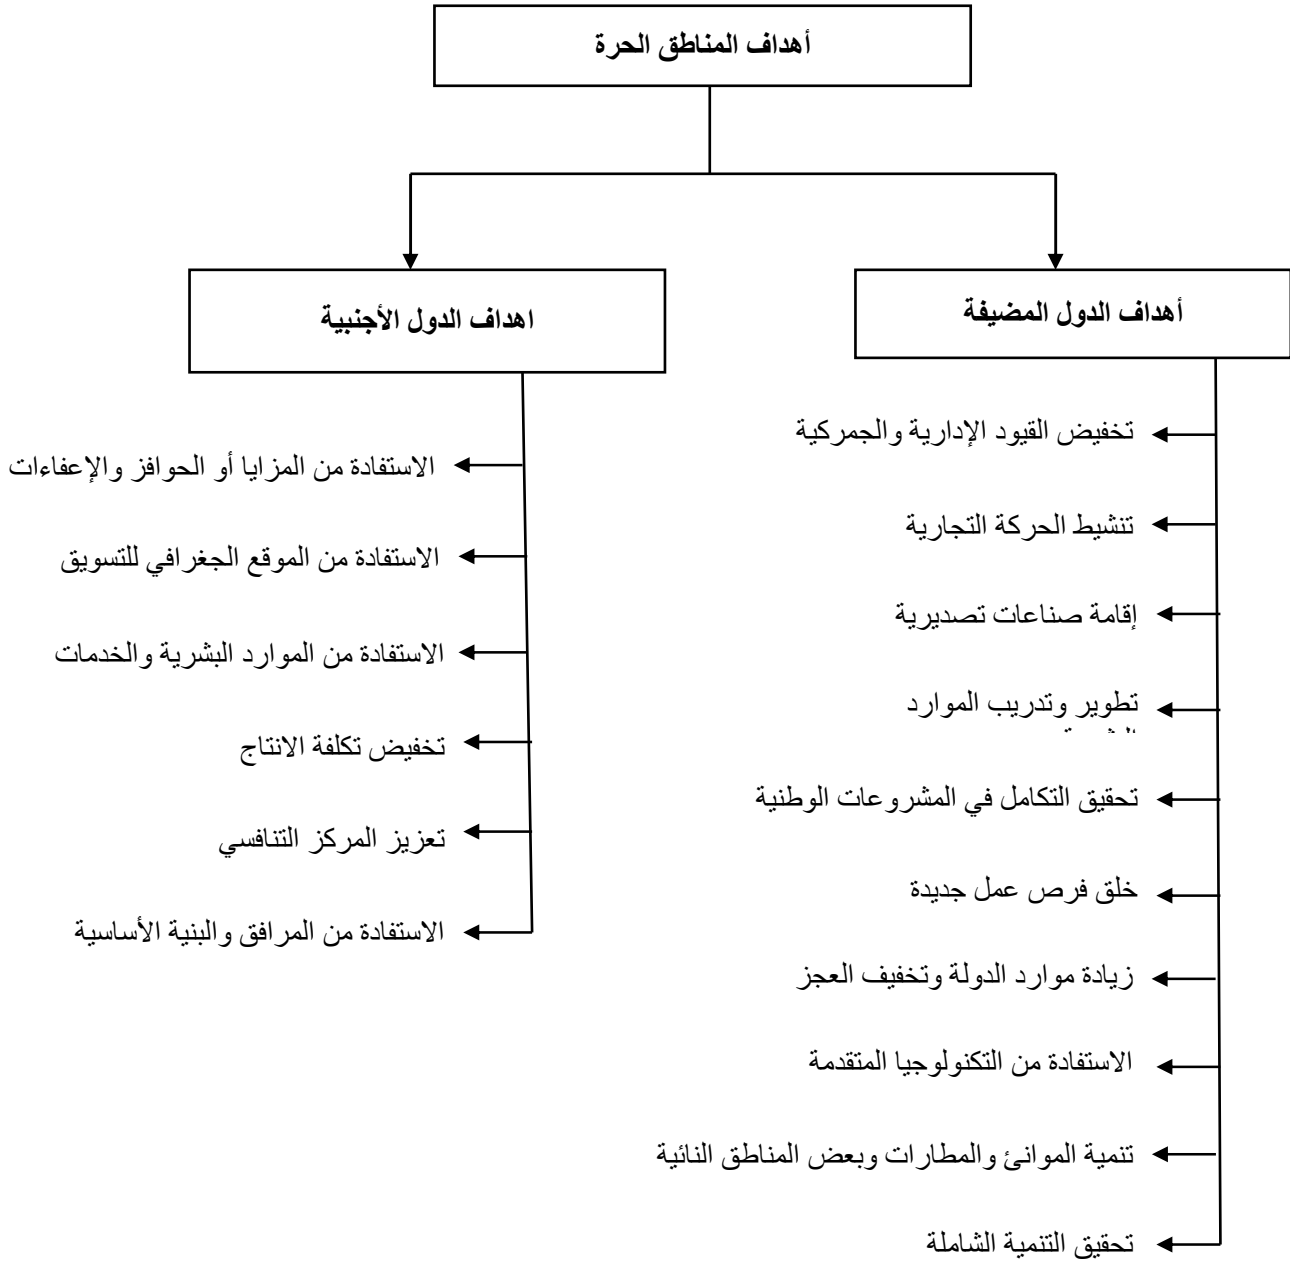 أهداف المناطق الحرة
أهداف الدول المضيفة
تخفيض القيود الإدارية والجمركية
تنشيط الحركة التجارية
إقامة صناعات تصديرية
تطوير وتدريب الموارد
تحقيق التكامل في المشروعات الوطنية
خلق فرص عمل جديدة
زيادة موارد الدولة وتخفيف العجز
الاستفادة من التكنولوجيا المتقدمة
تنمية الموانئ والمطارات وبعض المناطق النائية
تحقيق التنمية الشاملة
اهداف الدول الأجنبية
الاستفادة من المزايا أو الحوافز والإعفاءات
الاستفادة من الموقع الجغرافي للتسويق
الاستفادة من الموارد البشرية والخدمات
تخفيض تكلفة الانتاج
تعزيز المركز التنافسي
الاستفادة من المرافق والبنية الأساسية